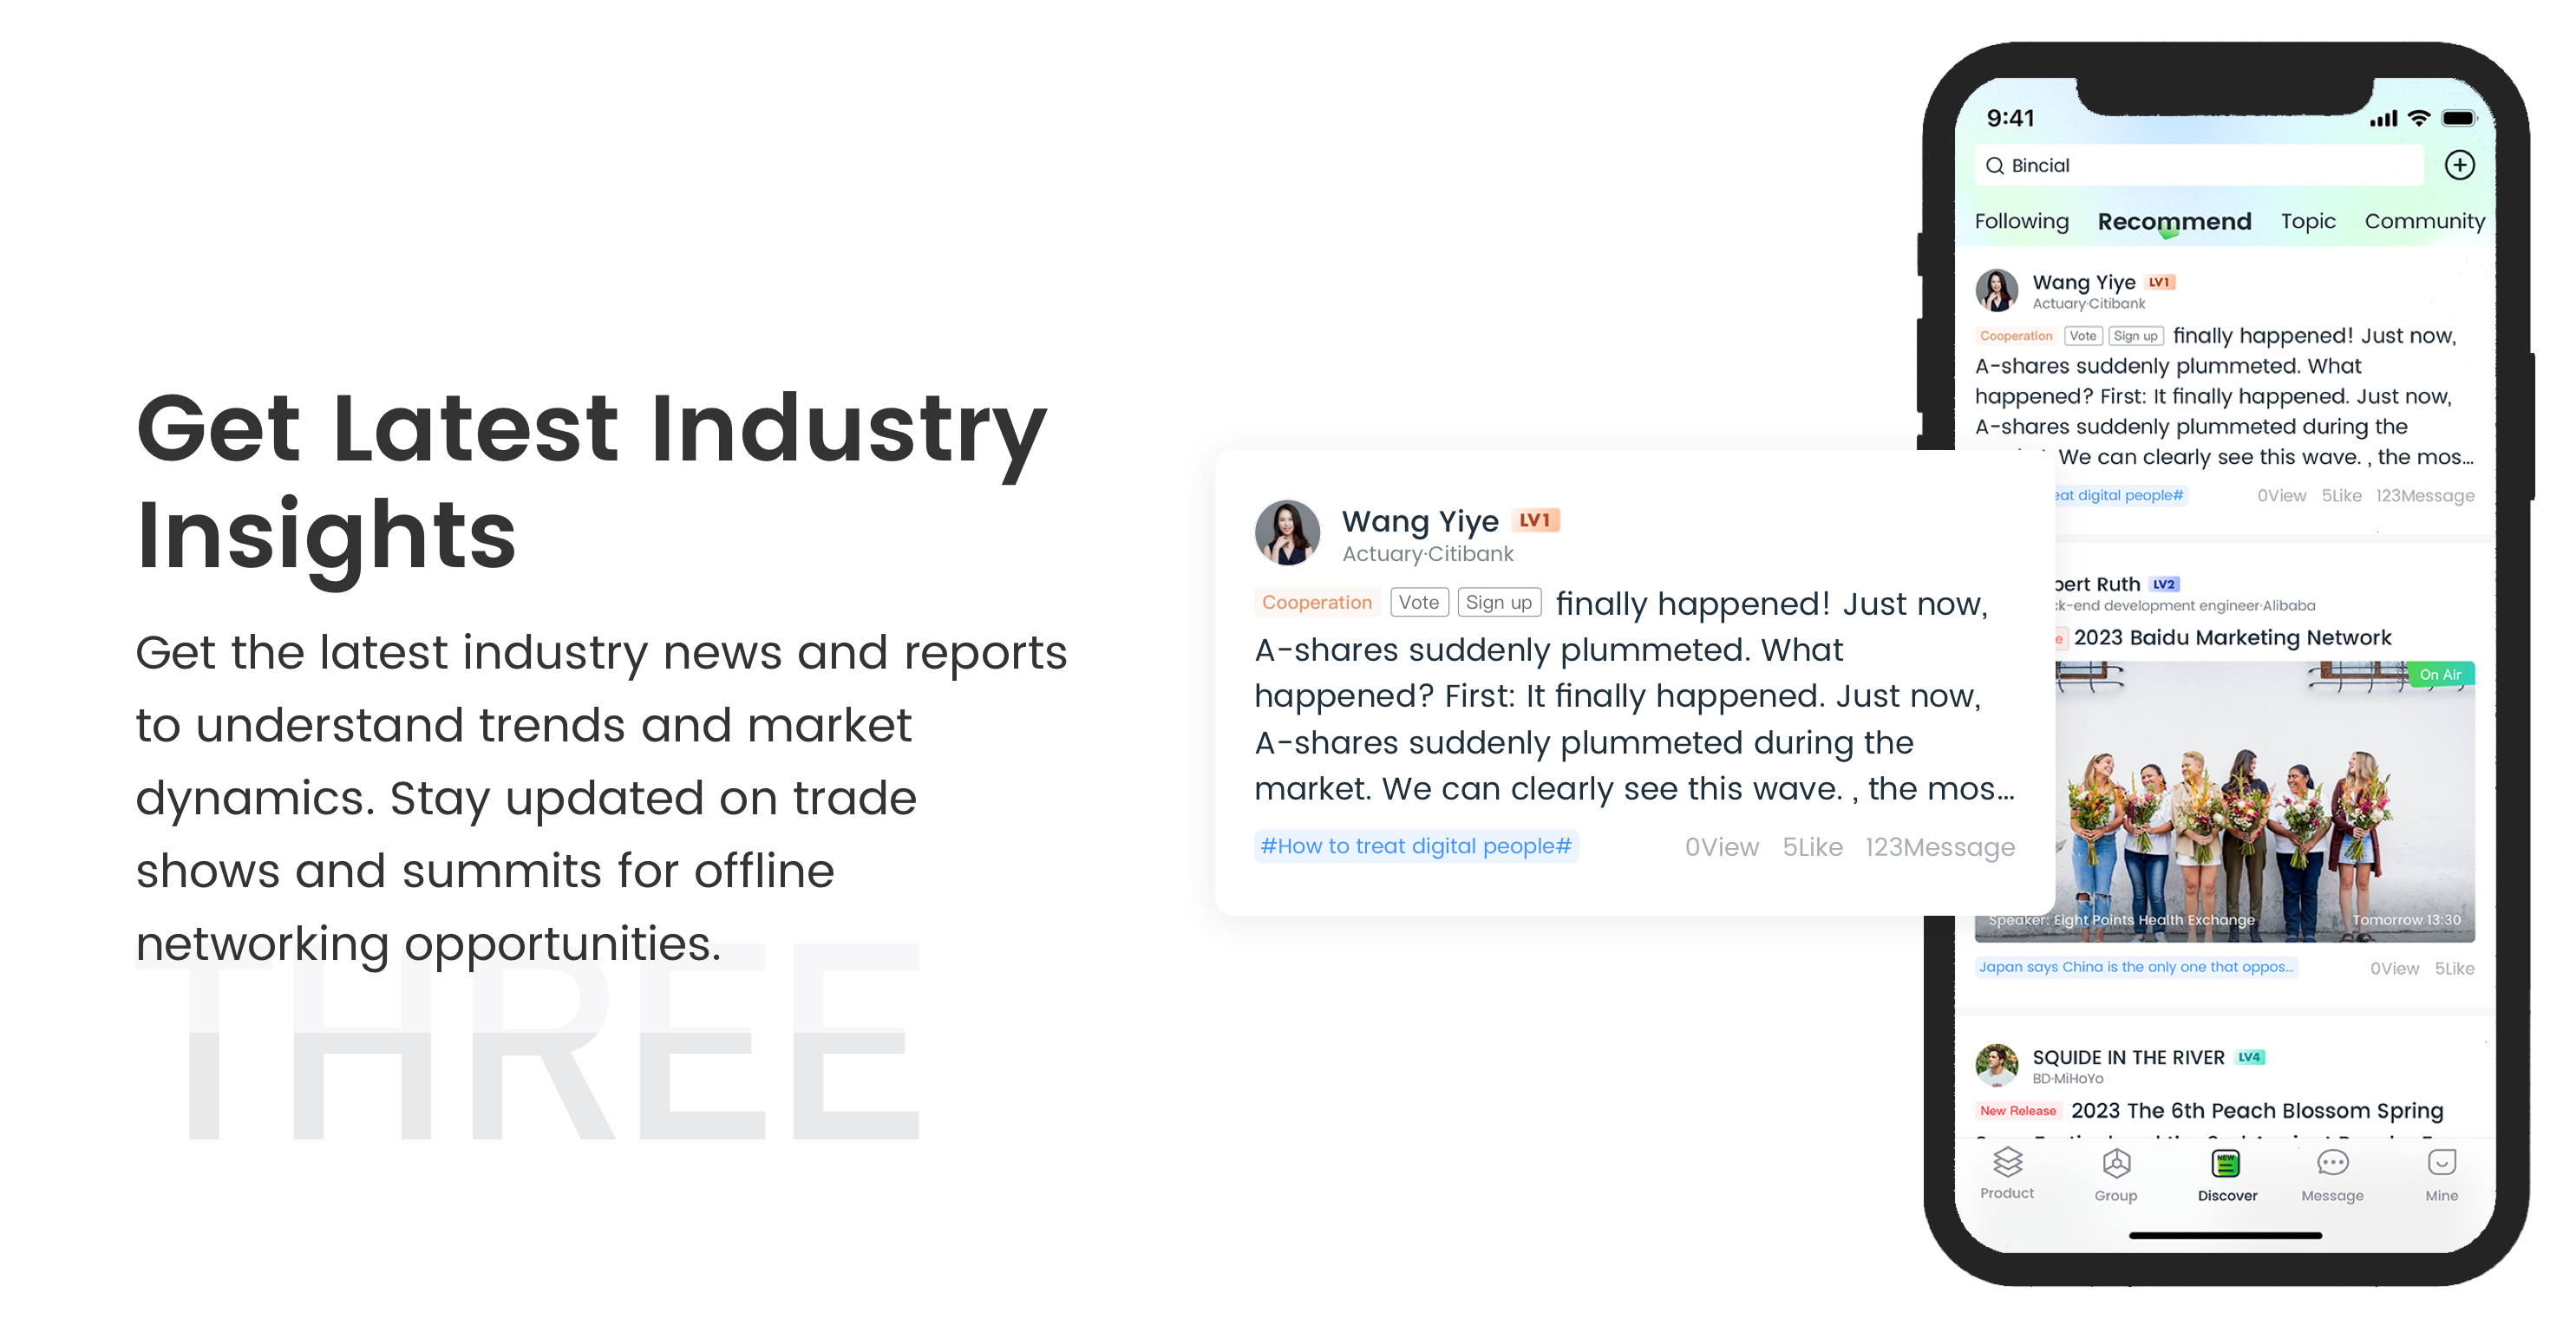 Get Latest Industry
Insights
Get the latest industry news and reports
to understand trends and market
dynamics. Stay updated on trade
shows and summits for offline
networking opportunities.
THREE
Wang Yiye LV1
Actuary·Citibank
Cooperation Vote Sign up finally happened! Just now,
A-shares suddenly plummeted. What
happened? First: It finally happened. Just now,
A-shares suddenly plummeted during the
market. We can clearly see this wave. , the mos...
#How to treat digital people#
0View 5Like 123Message
9:41
Bincial
Following Recommend Topic Community
Wang Yiye LV1
Actuary·Citibank
Cooperation Vote Sign up finally happened! Just now,
A-shares suddenly plummeted. What
happened? First: It finally happened. Just now,
A-shares suddenly plummeted during the
We can clearly see this wave. , the mos...
eat digital people# 0View 5Like 123Message
bert Ruth LV2
ck-end development engineer·Alibaba
e 2023 Baidu Marketing Network
On Air
Speaker: Eight Points Health Exchange Tomorrow 13:30
Japan says China is the only one that oppos... 0View 5Like
SQUIDE IN THE RIVER LV4
BD·MiHoYo
New Release 2023 The 6th Peach Blossom Spring
NEW
Product Group Discover Message Mine